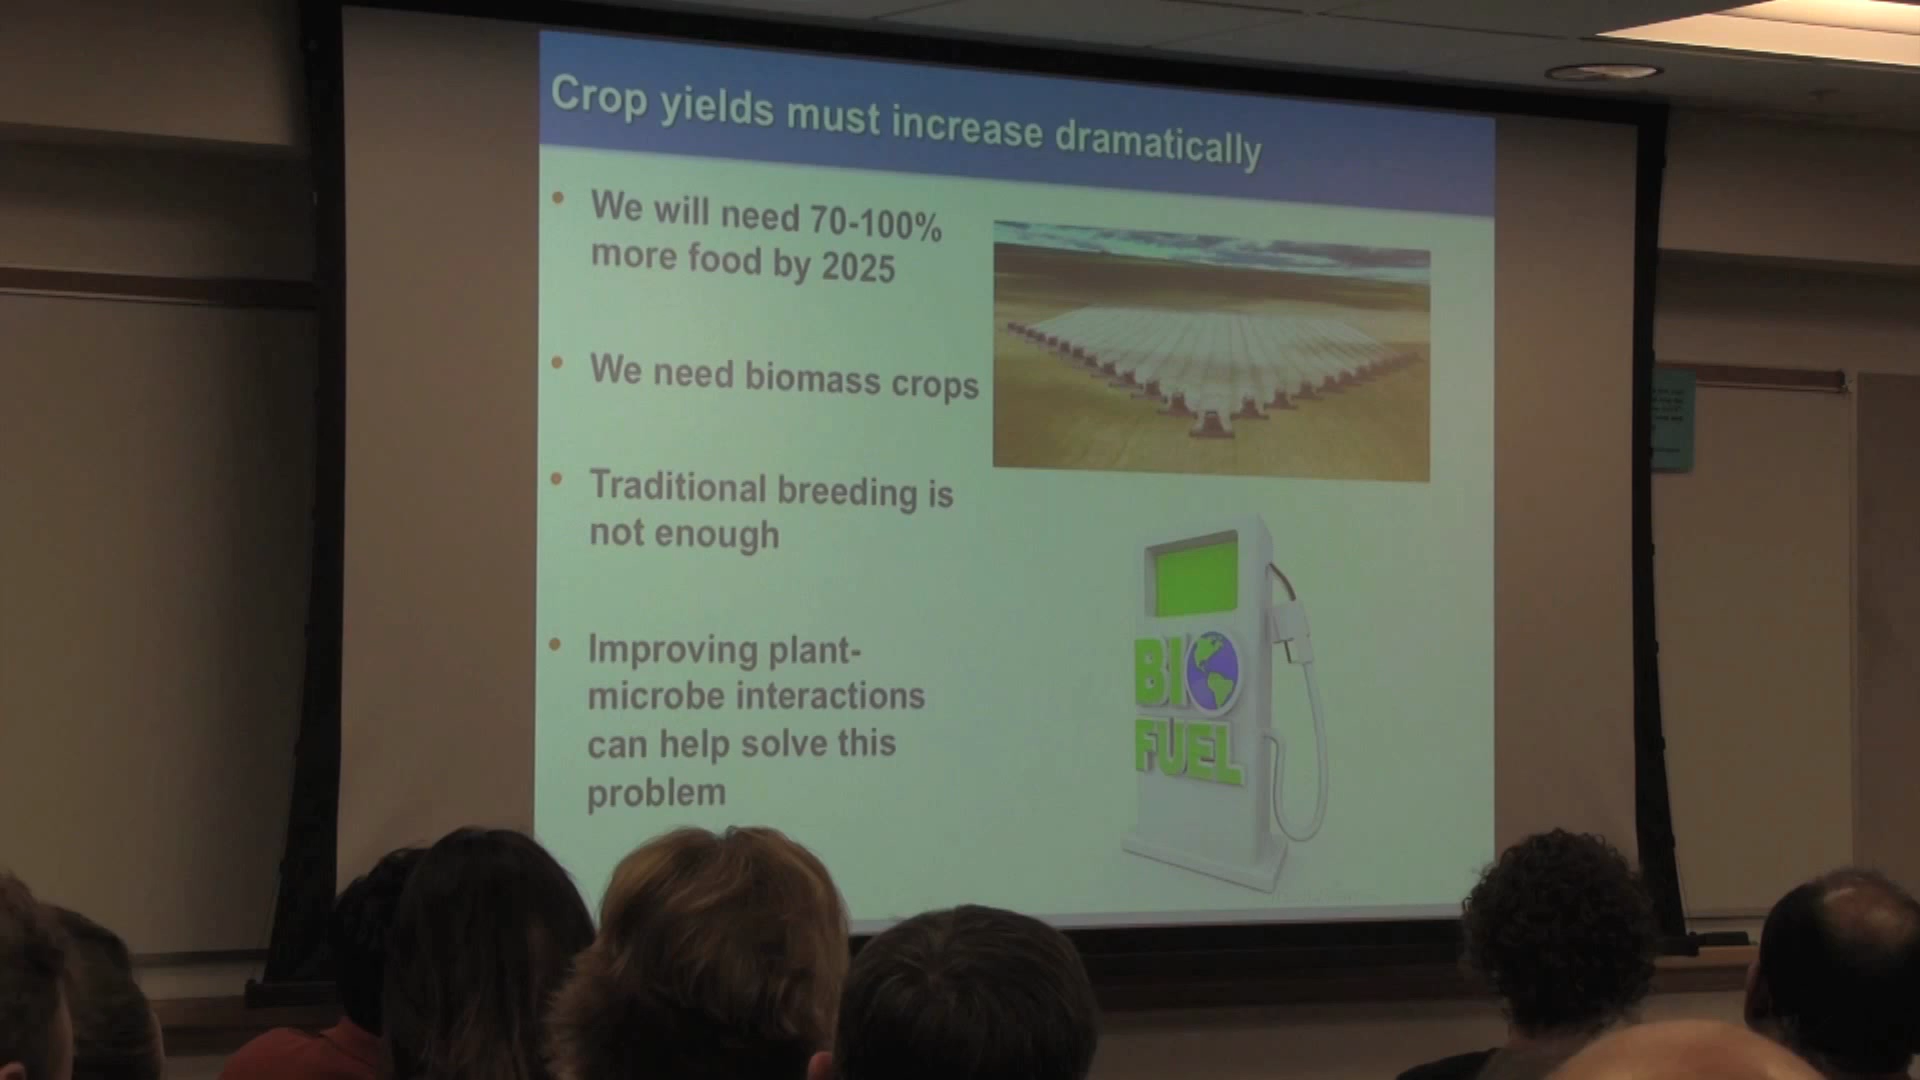 Crop yields must increase dramatically
• We will need 70-100%
more food by 2025
• We need biomass crops
• Traditional breeding is
not enough
• Improving plant-
microbe interactions
can help solve this
problem
BIO
FUEL